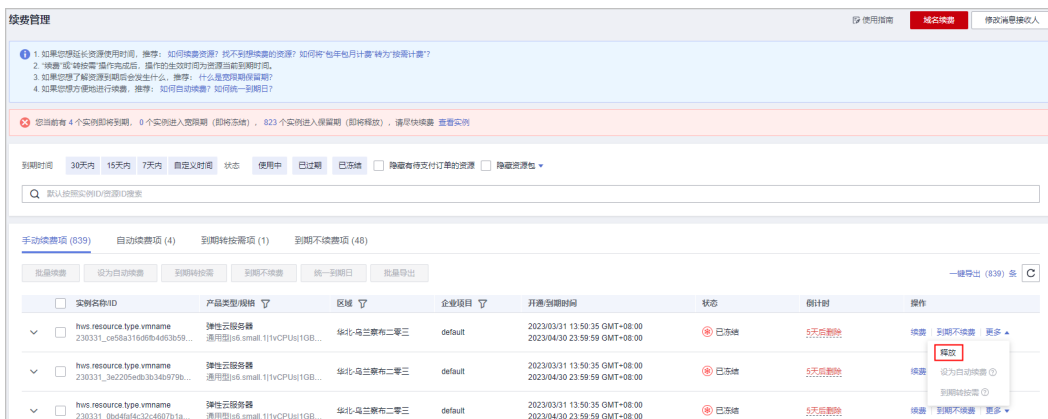 续费管理
使用指南
域名续费
修改消息接收人
1. 如果您想延长资源使用时间，推荐： 如何续费资源？ 找不到想续费的资源？ 如何将“包年包月计费”转为“按需计费”？
2. “续费”或“转按需”操作完成后，操作的生效时间为资源当前到期时间。
3. 如果您想了解资源到期后会发生什么，推荐： 什么是宽限期保留期？
4. 如果您想方便地进行续费，推荐： 如何自动续费？ 如何统一到期日？
您当前有 4 个实例即将到期， 0 个实例进入宽限期（即将冻结）， 823 个实例进入保留期（即将释放），请尽快续费 查看实例
到期时间 30天内 15天内 7天内 自定义时间 状态 使用中 已过期 已冻结 隐藏有待支付订单的资源 隐藏资源包
默认按照实例ID/资源ID搜索
手动续费项 (839) 自动续费项 (4) 到期转按需项 (1) 到期不续费项 (48)
批量续费 设为自动续费 到期转按需 到期不续费 统一到期日 批量导出 一键导出 (839) 条
实例名称/ID 产品类型/规格 区域 企业项目 开通/到期时间 状态 倒计时 操作
hws.resource.type.vmname 弹性云服务器 华北-乌兰察布二零三 default 2023/03/31 13:50:35 GMT+08:00 已冻结 5天后删除 续费 到期不续费 更多
230331_ce58a316d6fb4d63b59... 通用型|s6.small.1|1vCPUs|1GB... 2023/04/30 23:59:59 GMT+08:00
释放
hws.resource.type.vmname 弹性云服务器 华北-乌兰察布二零三 default 2023/03/31 13:50:35 GMT+08:00 已冻结 5天后删除 续费
230331_3e2205edb3b34b979b... 通用型|s6.small.1|1vCPUs|1GB... 2023/04/30 23:59:59 GMT+08:00
设为自动续费
到期转按需
hws.resource.type.vmname 弹性云服务器 华北-乌兰察布二零三 default 2023/03/31 13:50:35 GMT+08:00 已冻结 5天后删除 续费 到期不续费 更多
230331_0bd4faf4c32c4607b1a... 通用型|s6.small.1|1vCPUs|1GB... 2023/04/30 23:59:59 GMT+08:00